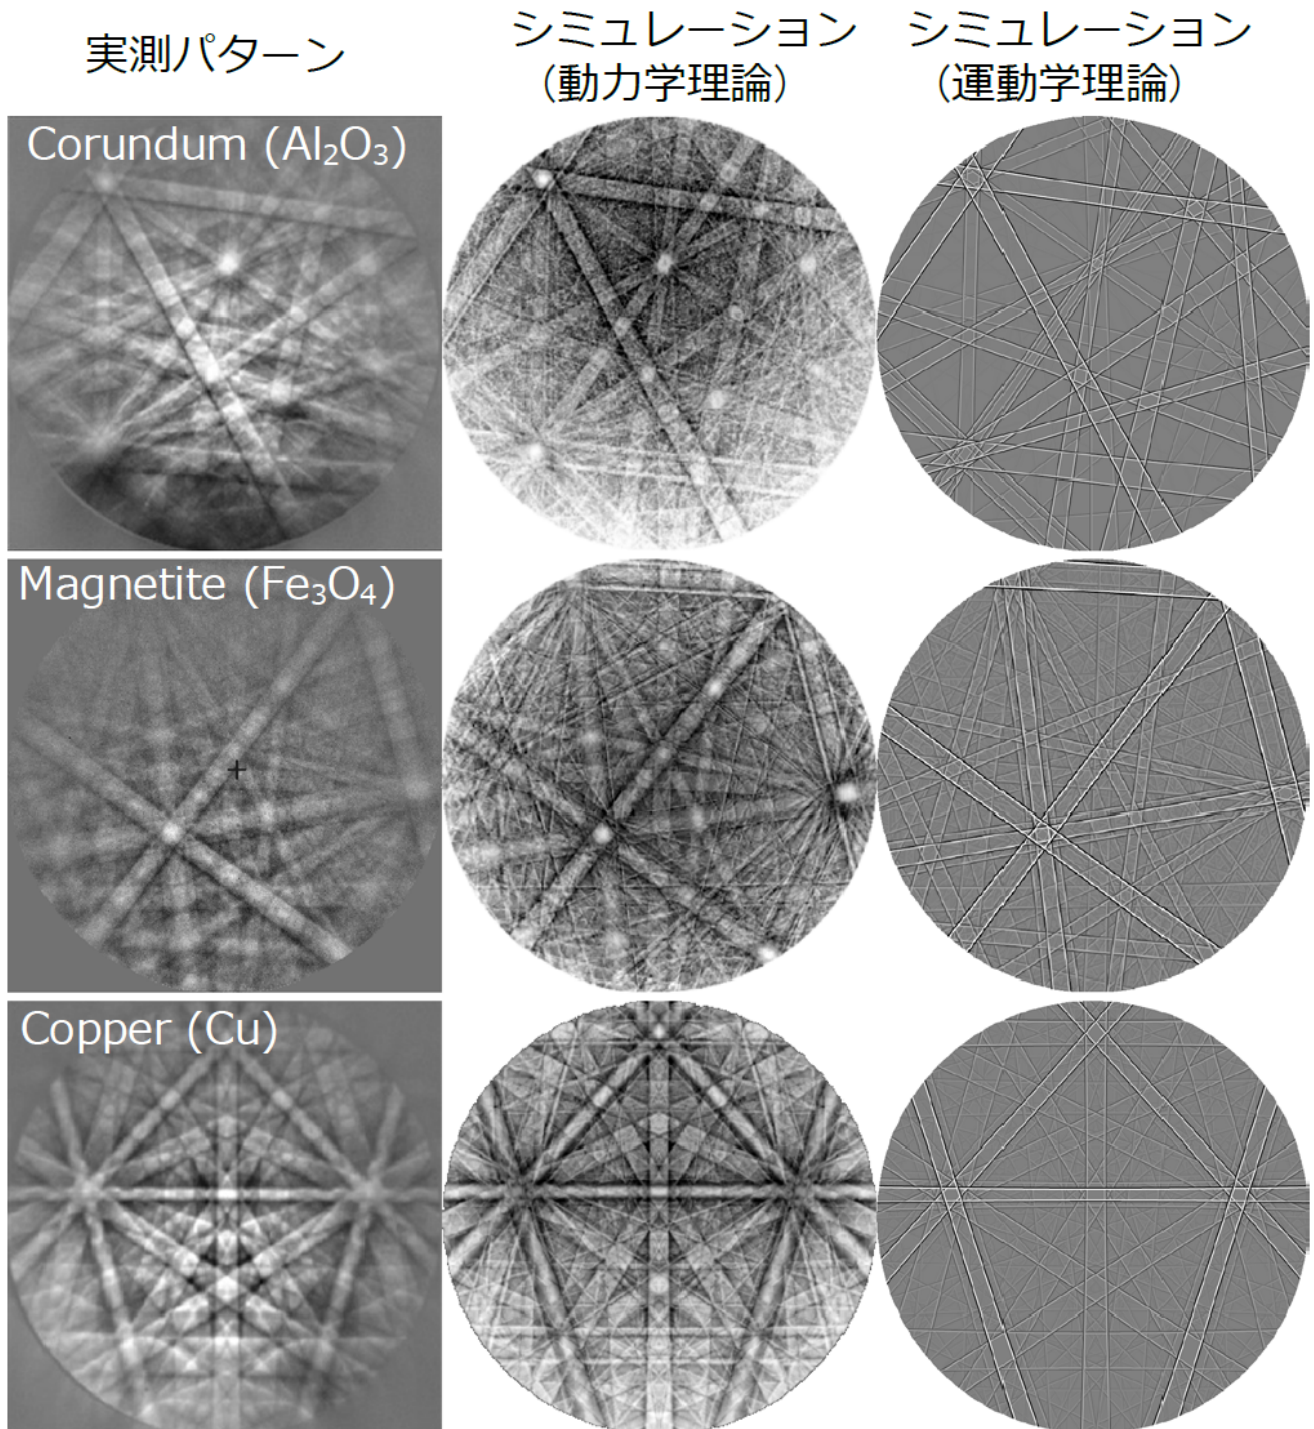 実測パターン
シミュレーション
(動力学理論)
シミュレーション
(運動学理論)
Corundum (Al₂O₃)
Magnetite (Fe₃O₄)
Copper (Cu)